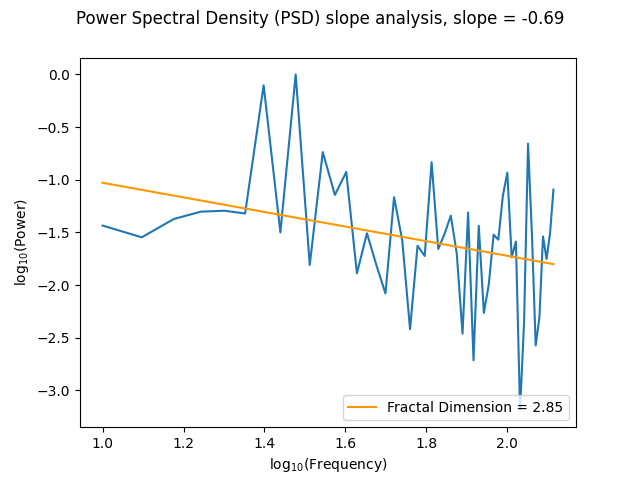 Power Spectral Density (PSD) slope analysis, slope = -0.69
0.0
−0.5
−1.0
−1.5
−2.0
−2.5
−3.0
log₁₀(Power)
Fractal Dimension = 2.85
1.0 1.2 1.4 1.6 1.8 2.0
log₁₀(Frequency)